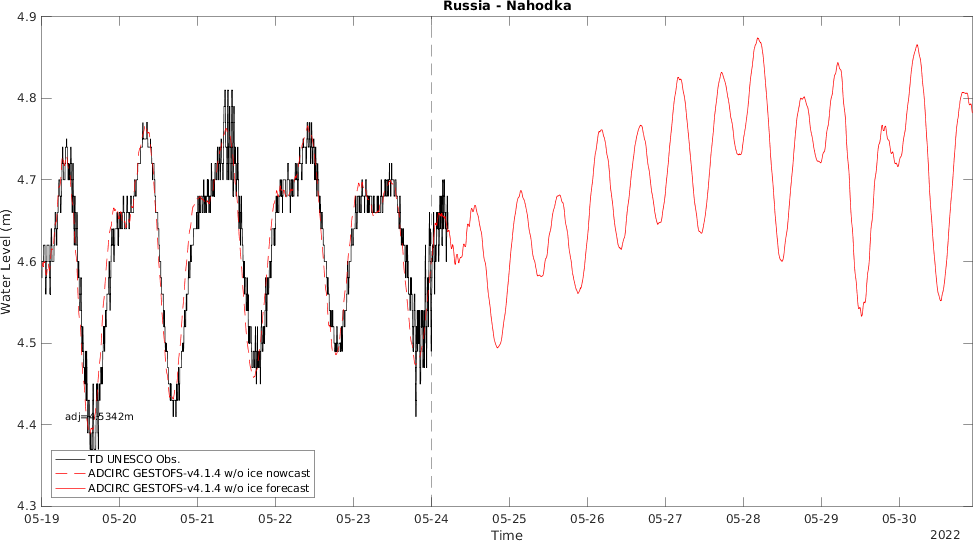 Russia - Nahodka
4.9
4.8
4.7
4.6
4.5
4.4
4.3
Water Level (m)
adj=4.5342m
TD UNESCO Obs.
ADCIRC GESTOFS-v4.1.4 w/o ice nowcast
ADCIRC GESTOFS-v4.1.4 w/o ice forecast
05-19 05-20 05-21 05-22 05-23 05-24 05-25 05-26 05-27 05-28 05-29 05-30
Time
2022